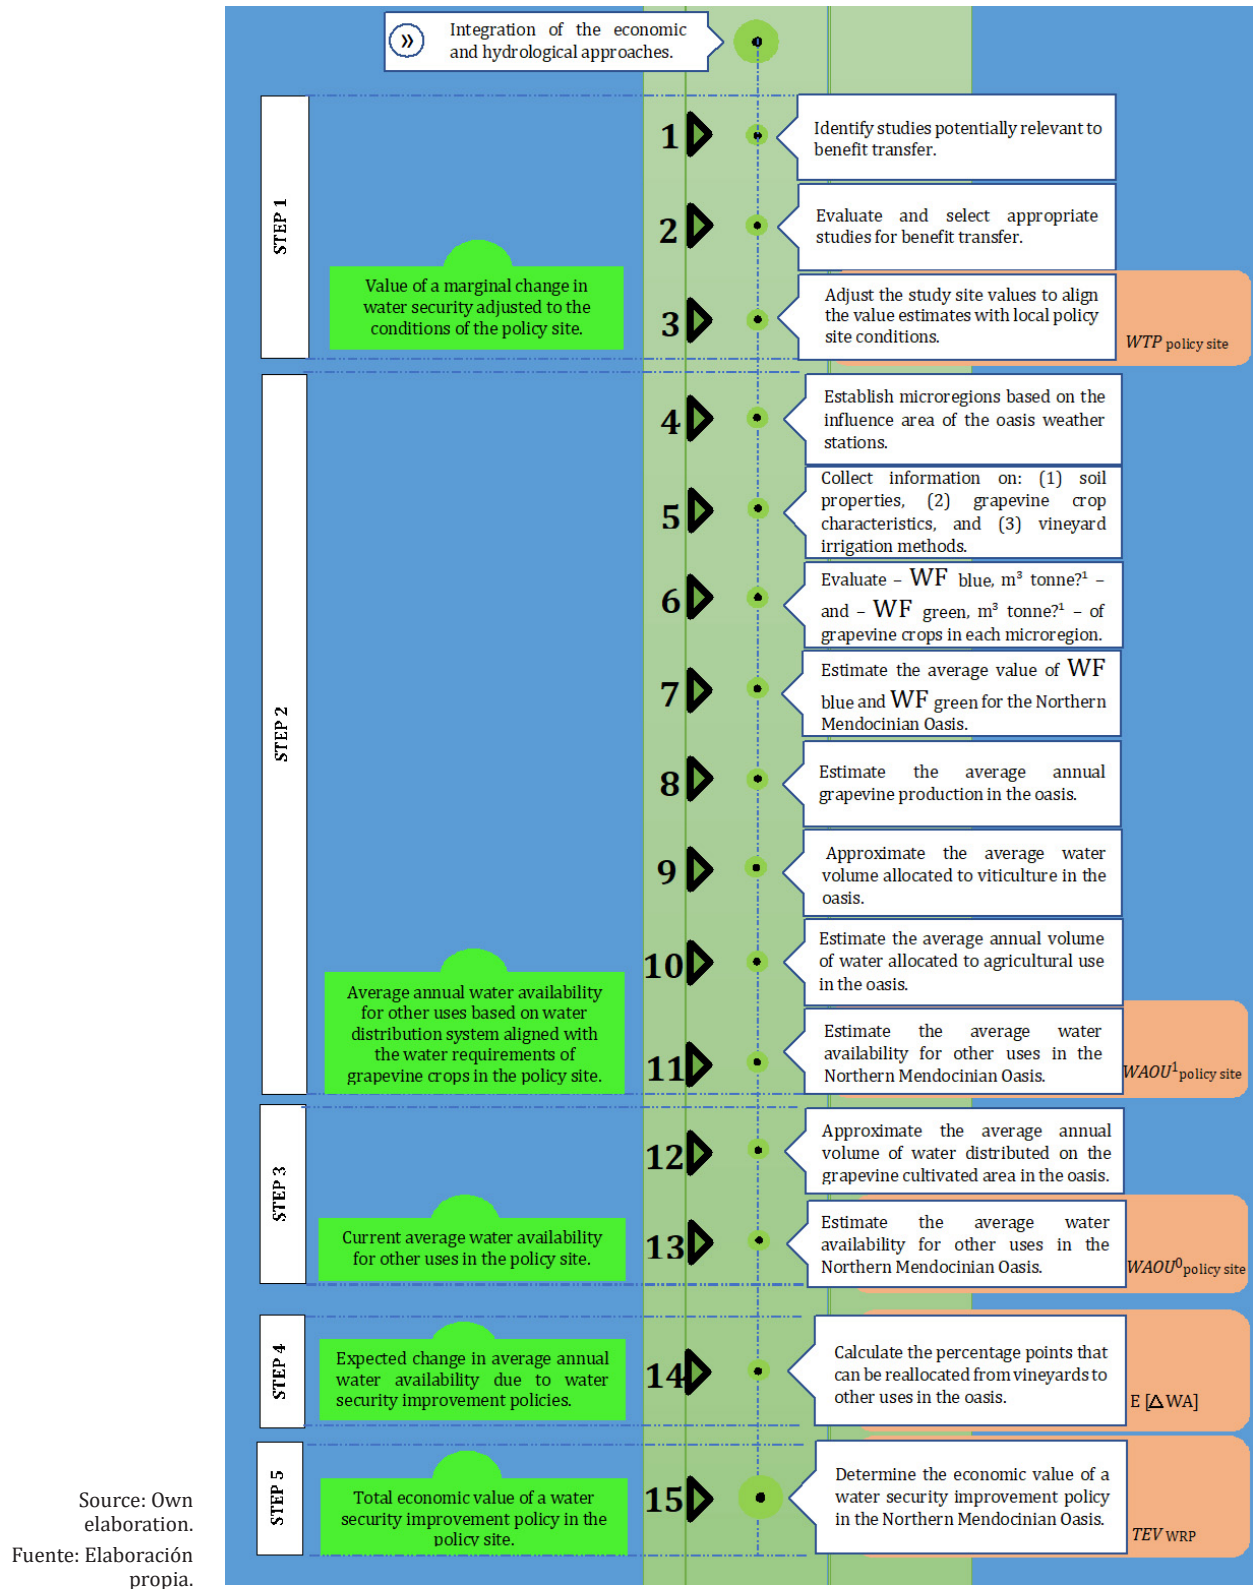 »
Integration of the economic
and hydrological approaches.
STEP 1
1
Identify studies potentially relevant to
benefit transfer.
2
Evaluate and select appropriate
studies for benefit transfer.
Value of a marginal change in
water security adjusted to the
conditions of the policy site.
3
Adjust the study site values to align
the value estimates with local policy
site conditions.
WTP policy site
STEP 2
4
Establish microregions based on the
influence area of the oasis weather
stations.
5
Collect information on: (1) soil
properties, (2) grapevine crop
characteristics, and (3) vineyard
irrigation methods.
6
Evaluate – WF blue, m³ tonne?¹ –
and – WF green, m³ tonne?¹ – of
grapevine crops in each microregion.
7
Estimate the average value of WF
blue and WF green for the Northern
Mendocinian Oasis.
8
Estimate the average annual
grapevine production in the oasis.
9
Approximate the average water
volume allocated to viticulture in the
oasis.
10
Estimate the average annual volume
of water allocated to agricultural use
in the oasis.
Average annual water availability
for other uses based on water
distribution system aligned with
the water requirements of
grapevine crops in the policy site.
11
Estimate the average water
availability for other uses in the
Northern Mendocinian Oasis.
WAOU¹ policy site
STEP 3
12
Approximate the average annual
volume of water distributed on the
grapevine cultivated area in the oasis.
Current average water availability
for other uses in the policy site.
13
Estimate the average water
availability for other uses in the
Northern Mendocinian Oasis.
WAOU⁰ policy site
STEP 4
Expected change in average annual
water availability due to water
security improvement policies.
14
Calculate the percentage points that
can be reallocated from vineyards to
other uses in the oasis.
E [Δ WA]
STEP 5
Total economic value of a water
security improvement policy in the
policy site.
15
Determine the economic value of a
water security improvement policy
in the Northern Mendocinian Oasis.
TEV WRP
Source: Own
elaboration.
Fuente: Elaboración
propia.